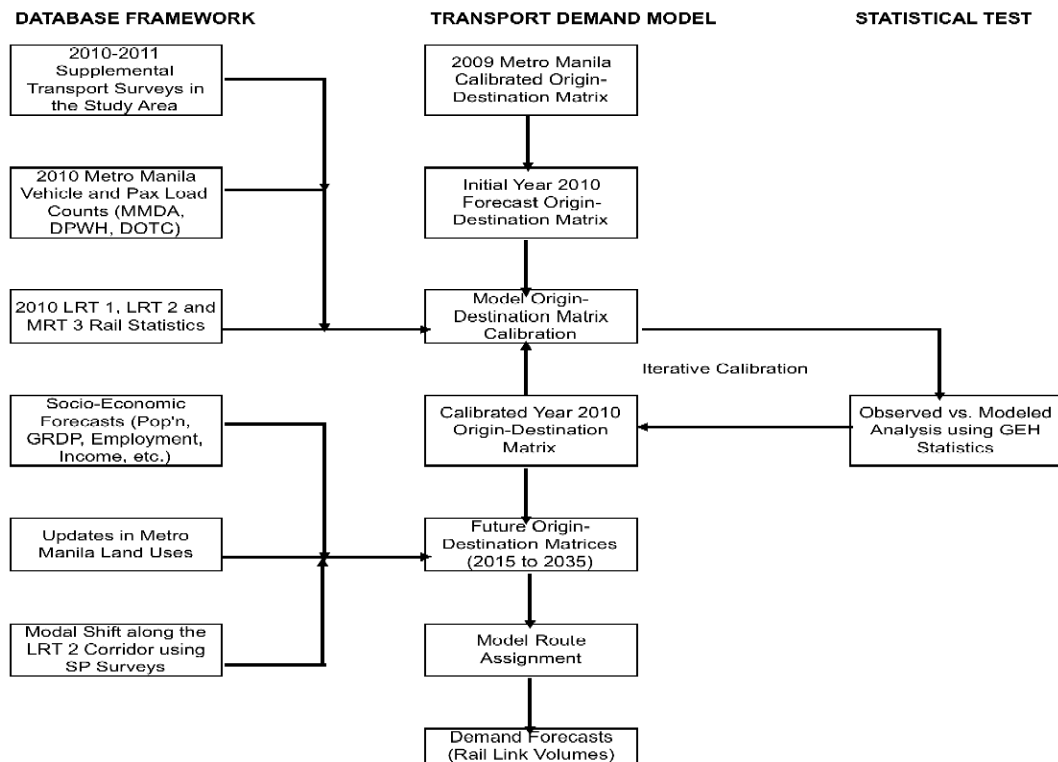 DATABASE FRAMEWORK
TRANSPORT DEMAND MODEL
STATISTICAL TEST
2010-2011
Supplemental
Transport Surveys in
the Study Area
2009 Metro Manila
Calibrated Origin-
Destination Matrix
2010 Metro Manila
Vehicle and Pax Load
Counts (MMDA,
DPWH, DOTC)
Initial Year 2010
Forecast Origin-
Destination Matrix
2010 LRT 1, LRT 2 and
MRT 3 Rail Statistics
Model Origin-
Destination Matrix
Calibration
Iterative Calibration
Socio-Economic
Forecasts (Pop'n,
GRDP, Employment,
Income, etc.)
Calibrated Year 2010
Origin-Destination
Matrix
Observed vs. Modeled
Analysis using GEH
Statistics
Updates in Metro
Manila Land Uses
Future Origin-
Destination Matrices
(2015 to 2035)
Modal Shift along the
LRT 2 Corridor using
SP Surveys
Model Route
Assignment
Demand Forecasts
(Rail Link Volumes)